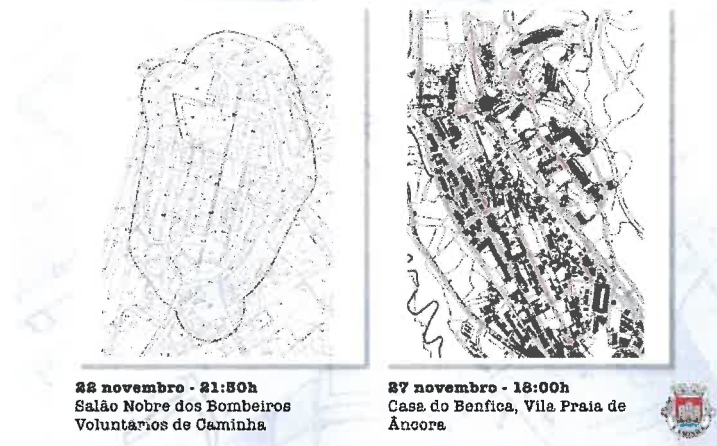 22 novembro - 21:30h
Salão Nobre dos Bombeiros
Voluntários de Caminha
27 novembro - 18:00h
Casa do Benfica, Vila Praia de
Âncora